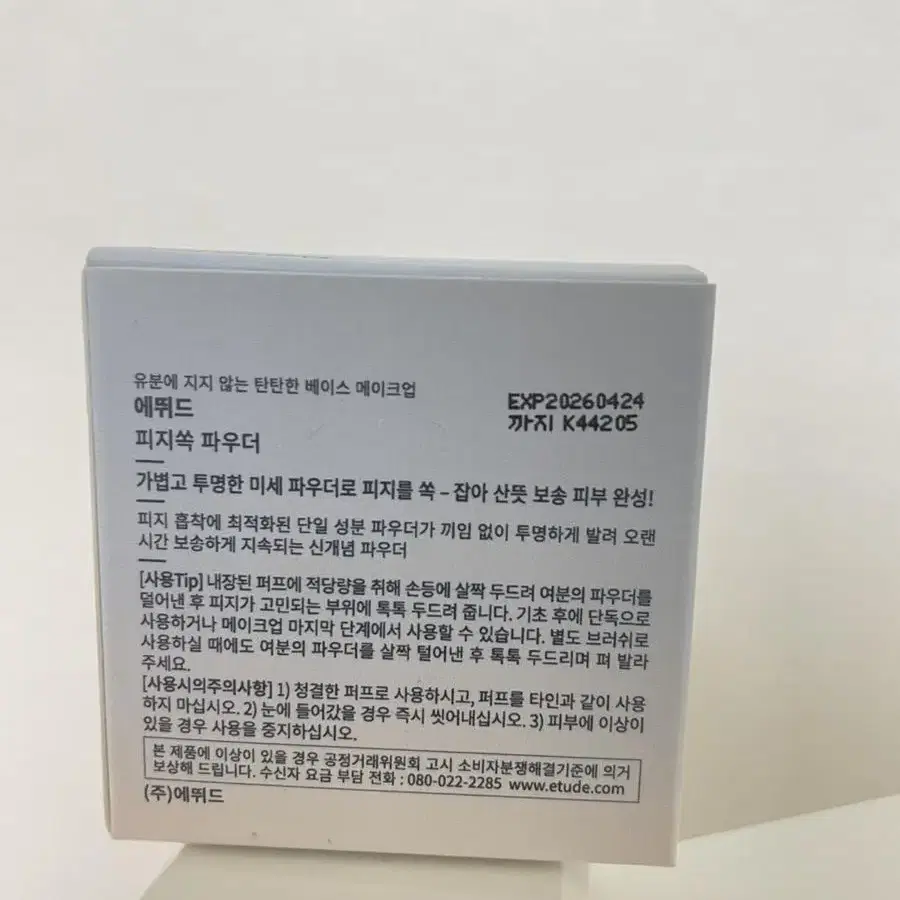 유분에 지지 않는 탄탄한 베이스 메이크업
에뛰드
피지쏙 파우더
EXP20260424
까지 K44205
가볍고 투명한 미세 파우더로 피지를 쏙 – 잡아 산뜻 보송 피부 완성!
피지 흡착에 최적화된 단일 성분 파우더가 끼임 없이 투명하게 발려 오랜
시간 보송하게 지속되는 신개념 파우더
[사용Tip] 내장된 퍼프에 적당량을 취해 손등에 살짝 두드려 여분의 파우더를
덜어낸 후 피지가 고민되는 부위에 톡톡 두드려 줍니다. 기초 후에 단독으로
사용하거나 메이크업 마지막 단계에서 사용할 수 있습니다. 별도 브러쉬로
사용하실 때에도 여분의 파우더를 살짝 털어낸 후 톡톡 두드리며 펴 발라
주세요.
[사용시의주의사항] 1) 청결한 퍼프로 사용하시고, 퍼프를 타인과 같이 사용
하지 마십시오. 2) 눈에 들어갔을 경우 즉시 씻어내십시오. 3) 피부에 이상이
있을 경우 사용을 중지하십시오.
본 제품에 이상이 있을 경우 공정거래위원회 고시 소비자분쟁해결기준에 의거
보상해 드립니다. 수신자 요금 부담 전화 : 080-022-2285 www.etude.com
(주)에뛰드